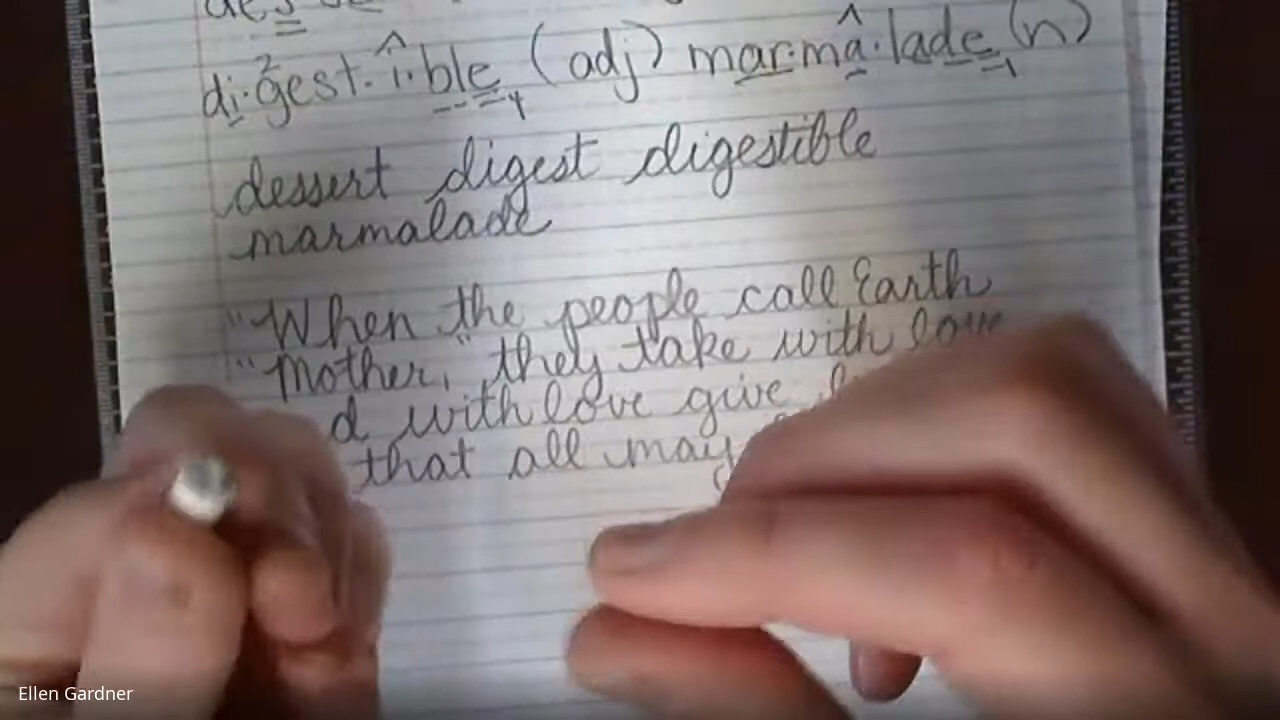 di·gest·i·ble (adj) mar·ma·lade (n)
dessert digest digestible
marmalade
"When the people call Earth
"Mother," they take with love
with love give
that all may
Ellen Gardner